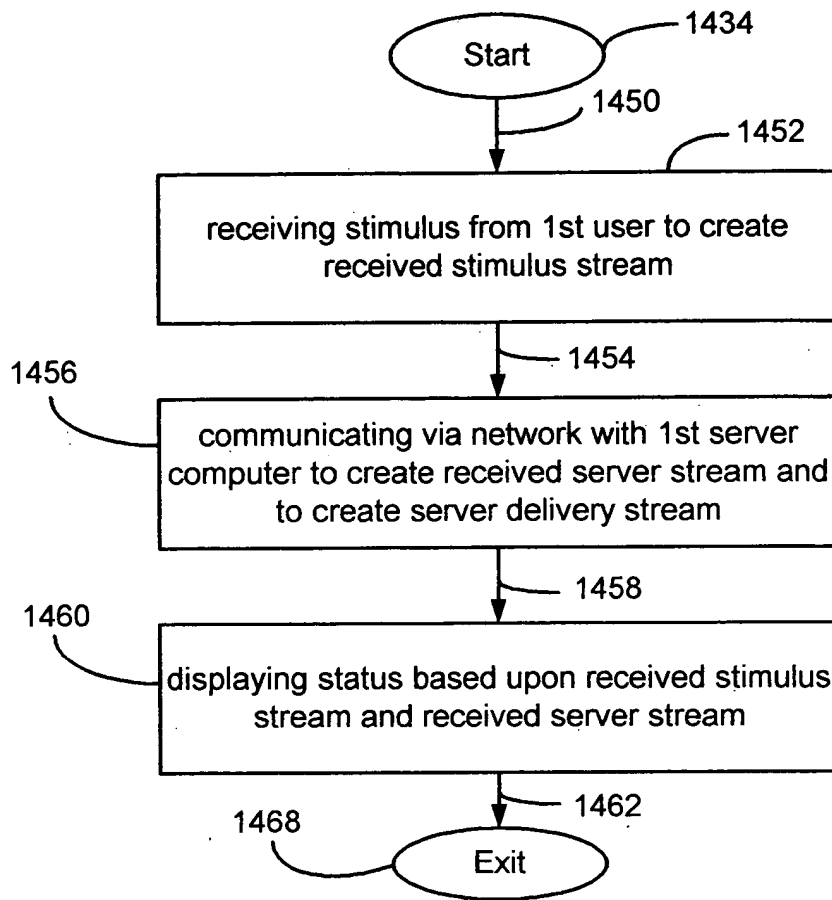 Start
1434
1450
1452
receiving stimulus from 1st user to create
received stimulus stream
1454
1456
communicating via network with 1st server
computer to create received server stream and
to create server delivery stream
1458
1460
displaying status based upon received stimulus
stream and received server stream
1462
1468
Exit